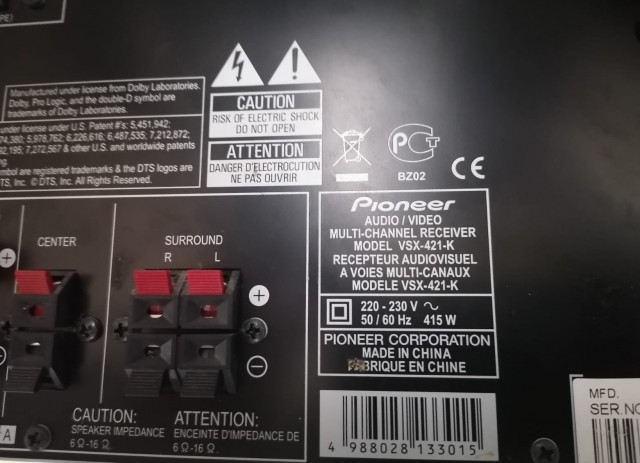 Manufactured under license from Dolby Laboratories.
Dolby, Pro Logic, and the double-D symbol are
trademarks of Dolby Laboratories.
under license under U.S. Patent #'s: 5,451,942;
74,380; 5,978,762; 6,226,616; 6,487,535; 7,212,872;
7,272,567 & other U.S. and worldwide patents
symbol are registered trademarks & the DTS logos are
DTS, Inc. © DTS, Inc. All Rights Reserved.
CAUTION
RISK OF ELECTRIC SHOCK
DO NOT OPEN
ATTENTION
DANGER D'ELECTROCUTION
NE PAS OUVRIR
BZ02
CE
Pioneer
AUDIO / VIDEO
MULTI-CHANNEL RECEIVER
MODEL VSX-421-K
RECEPTEUR AUDIOVISUEL
A VOIES MULTI-CANAUX
MODELE VSX-421-K
220 - 230 V ~
50 / 60 Hz 415 W
PIONEER CORPORATION
MADE IN CHINA
FABRIQUE EN CHINE
CENTER
SURROUND
R L
+
+
−
−
CAUTION:
SPEAKER IMPEDANCE
6 Ω-16 Ω.
ATTENTION:
ENCEINTE D'IMPEDANCE DE
6 Ω-16 Ω.
A
4 988028 133015
MFD.
SER.NO